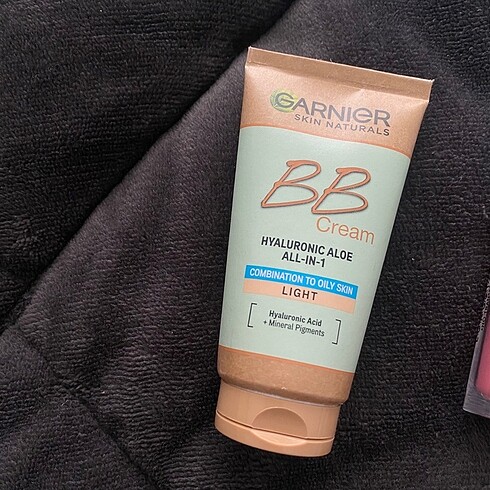 GARNIER
SKIN NATURALS
BB
Cream
HYALURONIC ALOE
ALL-IN-1
COMBINATION TO OILY SKIN
LIGHT
Hyaluronic Acid
+ Mineral Pigments